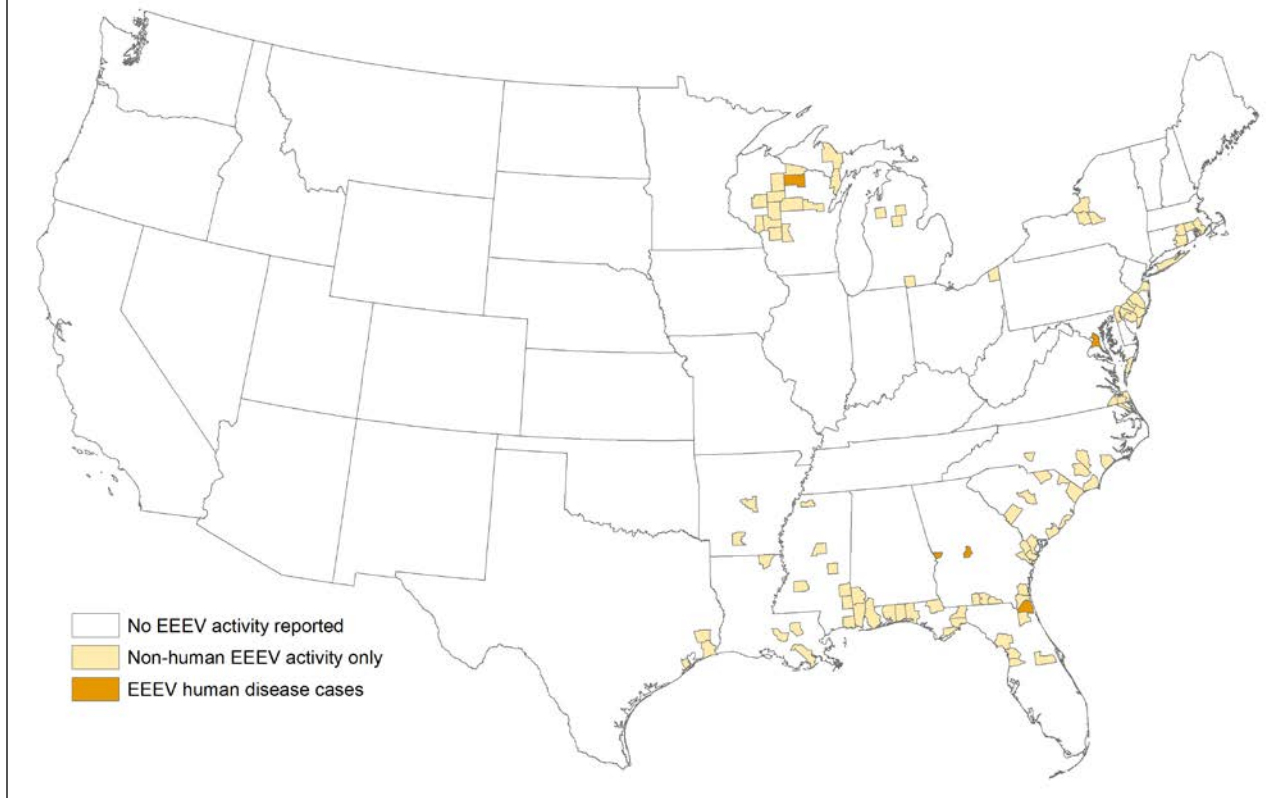 No EEEV activity reported
Non-human EEEV activity only
EEEV human disease cases